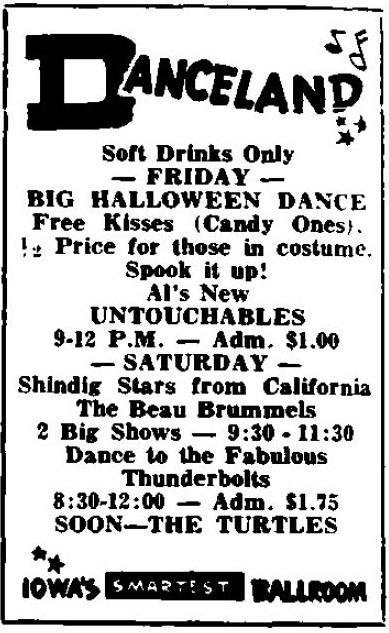 DANCELAND
Soft Drinks Only
— FRIDAY —
BIG HALLOWEEN DANCE
Free Kisses (Candy Ones).
½ Price for those in costume.
Spook it up!
Al's New
UNTOUCHABLES
9-12 P.M. — Adm. $1.00
— SATURDAY —
Shindig Stars from California
The Beau Brummels
2 Big Shows — 9:30 - 11:30
Dance to the Fabulous
Thunderbolts
8:30-12:00 — Adm. $1.75
SOON—THE TURTLES
IOWA'S SMARTEST BALLROOM